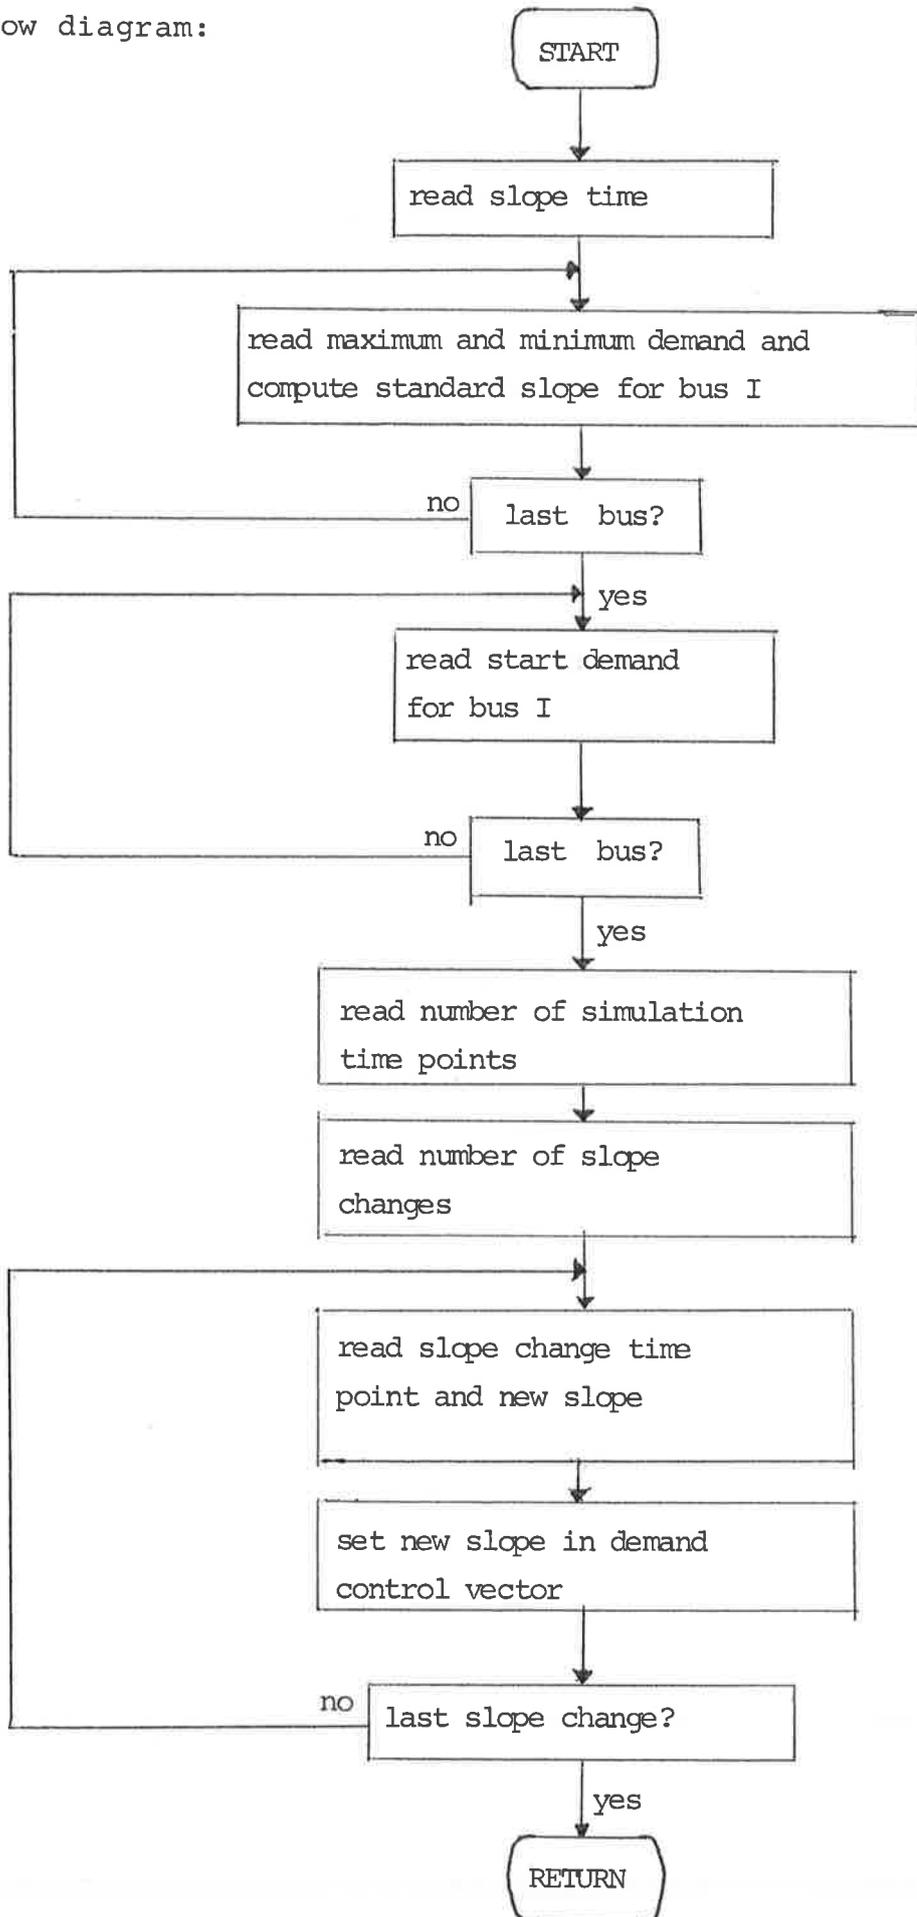 ow diagram:
START
read slope time
read maximum and minimum demand and
compute standard slope for bus I
no
last bus?
yes
read start demand
for bus I
no
last bus?
yes
read number of simulation
time points
read number of slope
changes
read slope change time
point and new slope
set new slope in demand
control vector
no
last slope change?
yes
RETURN